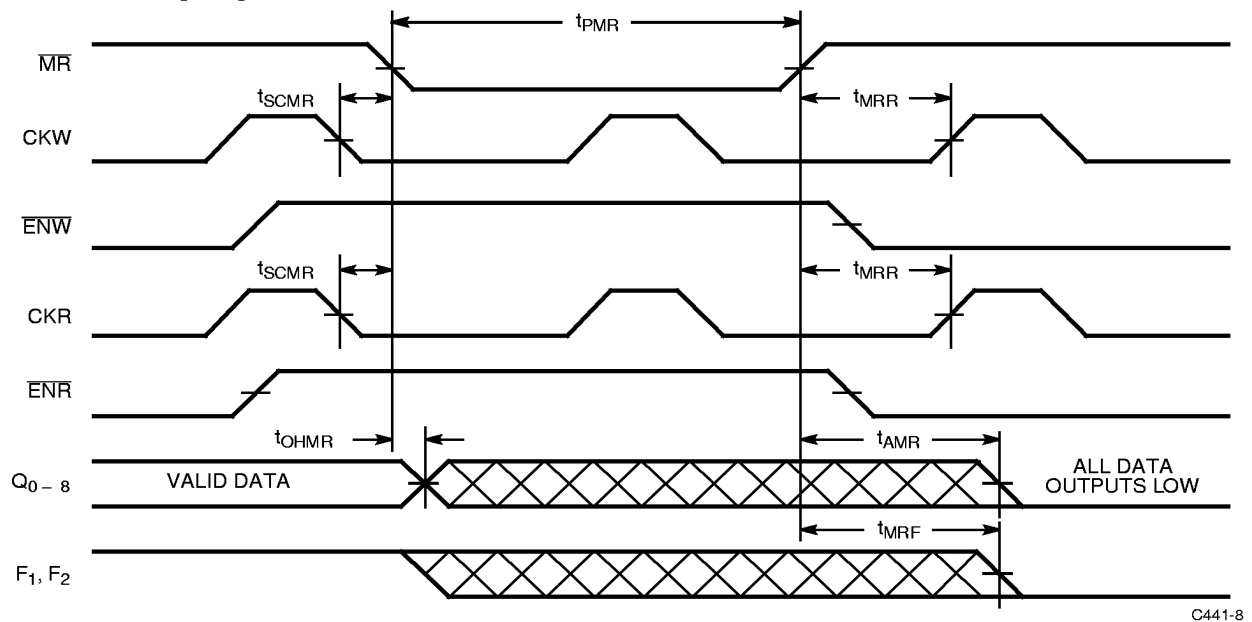 tPMR
MR
tSCMR
tMRR
CKW
ENW
tSCMR
tMRR
CKR
ENR
tOHMR
tAMR
Q0 – 8
VALID DATA
ALL DATA
OUTPUTS LOW
tMRF
F1, F2
C441-8